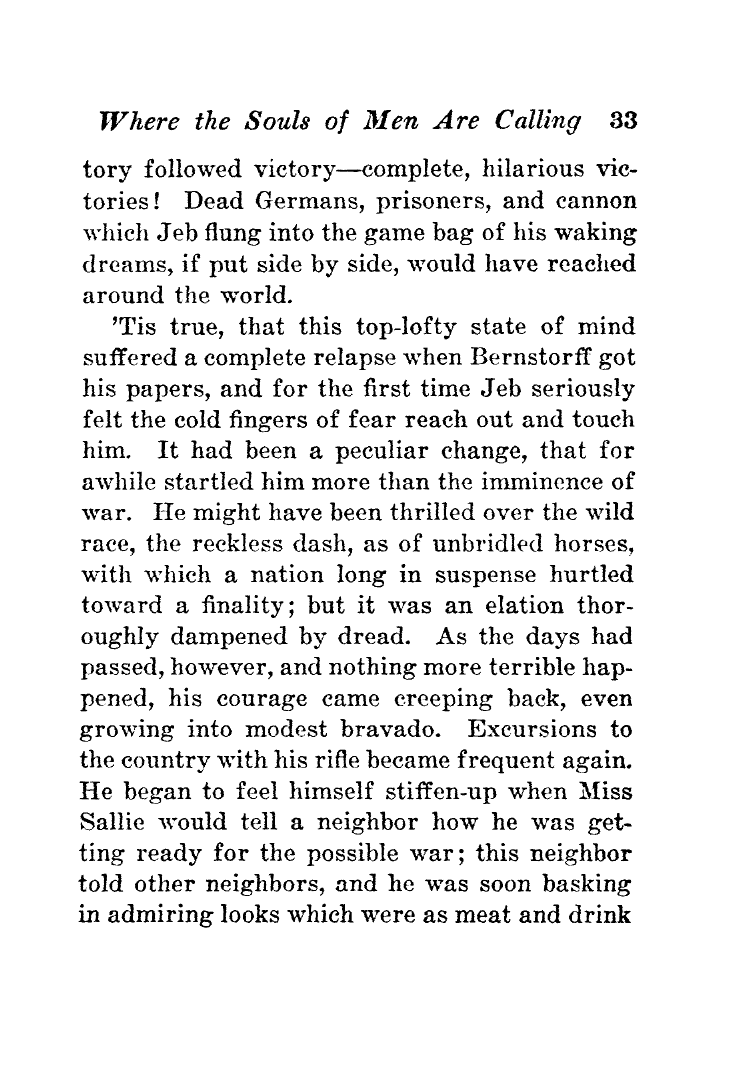 Where the Souls of Men Are Calling 33
tory followed victory—complete, hilarious vic-
tories! Dead Germans, prisoners, and cannon
which Jeb flung into the game bag of his waking
dreams, if put side by side, would have reached
around the world.
'Tis true, that this top-lofty state of mind
suffered a complete relapse when Bernstorff got
his papers, and for the first time Jeb seriously
felt the cold fingers of fear reach out and touch
him. It had been a peculiar change, that for
awhile startled him more than the imminence of
war. He might have been thrilled over the wild
race, the reckless dash, as of unbridled horses,
with which a nation long in suspense hurtled
toward a finality; but it was an elation thor-
oughly dampened by dread. As the days had
passed, however, and nothing more terrible hap-
pened, his courage came creeping back, even
growing into modest bravado. Excursions to
the country with his rifle became frequent again.
He began to feel himself stiffen-up when Miss
Sallie would tell a neighbor how he was get-
ting ready for the possible war; this neighbor
told other neighbors, and he was soon basking
in admiring looks which were as meat and drink